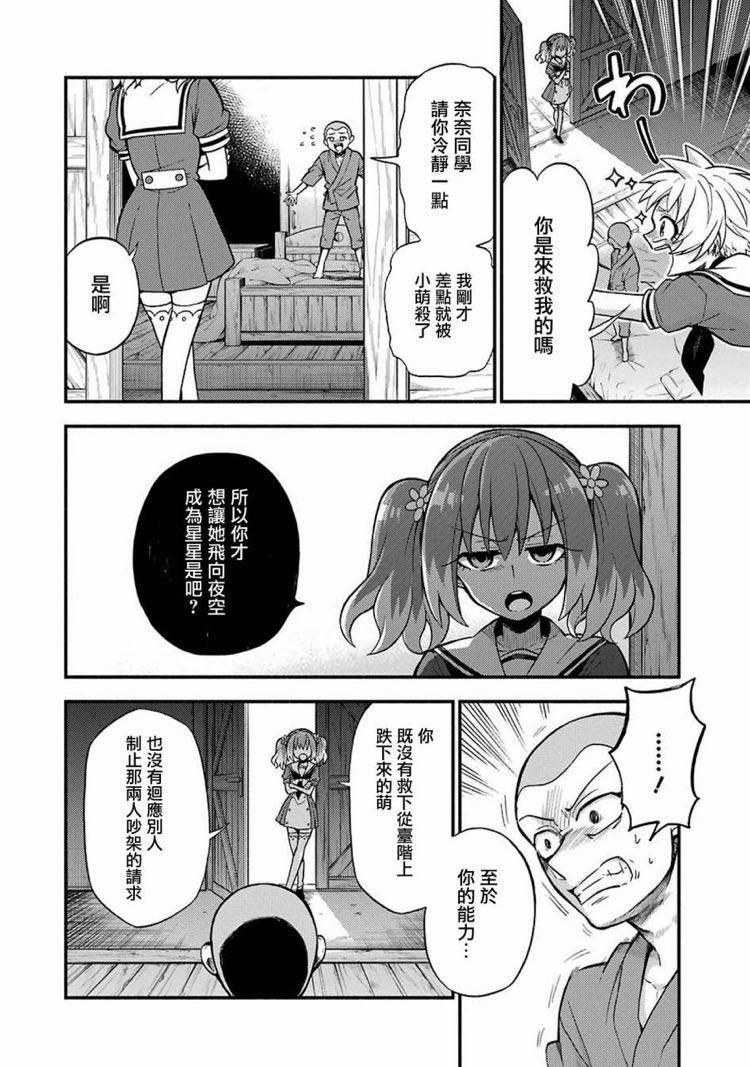 わーっ
你是來救我的嗎
奈奈同學
請你冷靜一點
我剛才
差點就被
小萌殺了
是啊
所以你才
想讓她飛向夜空
成為星星是吧？
……
至於
你的能力…
你
既沒有救下從臺階上
跌下來的萌
也沒有迴應別人
制止那兩人吵架的請求